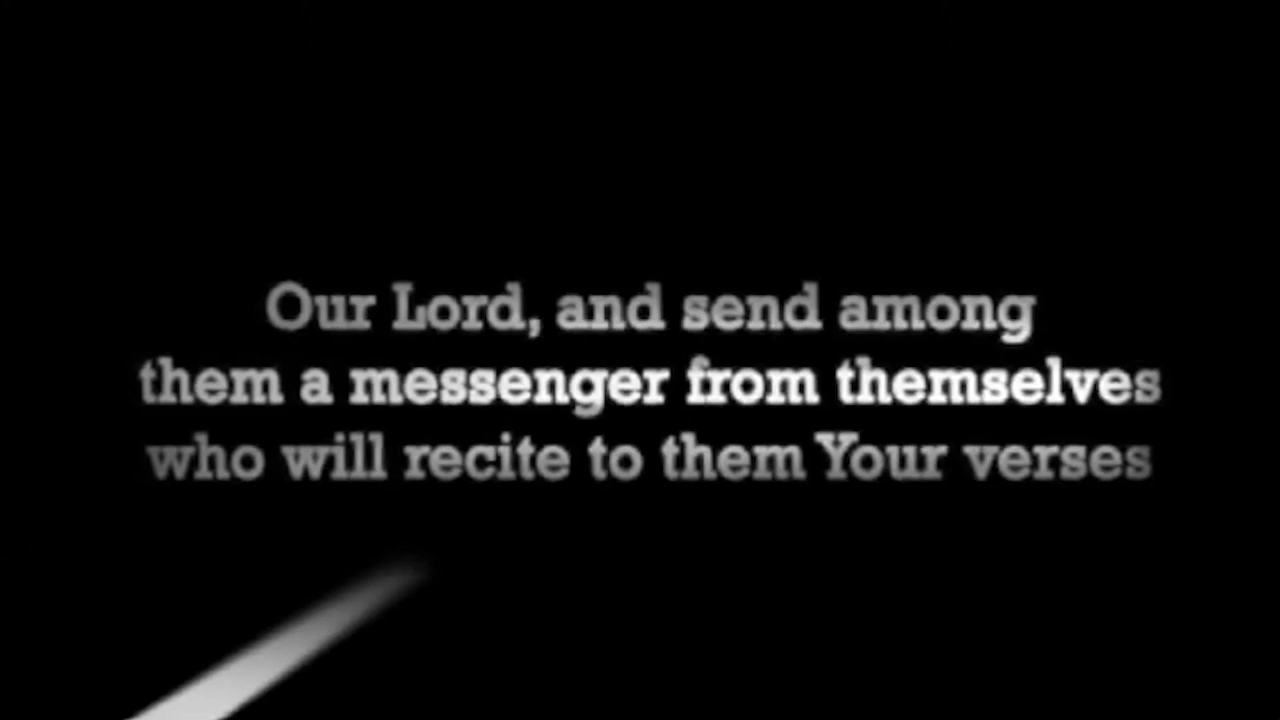 Our Lord, and send among
them a messenger from themselves
who will recite to them Your verses